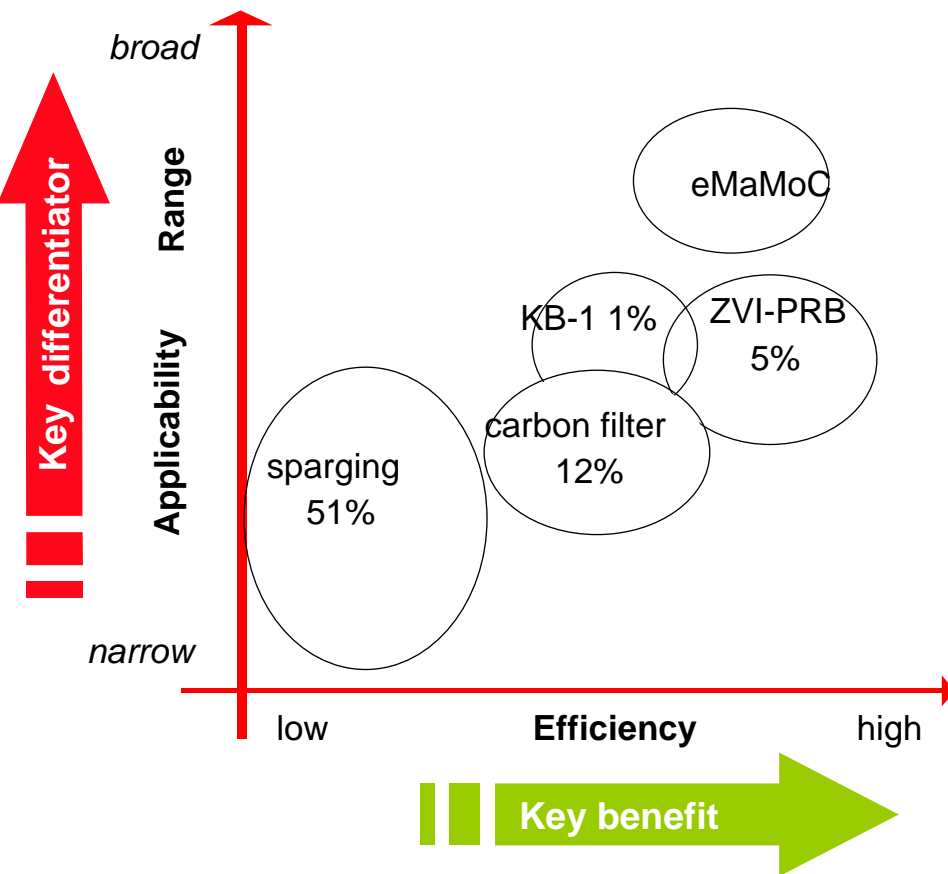 broad
Key differentiator
Applicability Range
eMaMoC
KB-1 1%
ZVI-PRB
5%
carbon filter
12%
sparging
51%
narrow
low
Efficiency
high
Key benefit